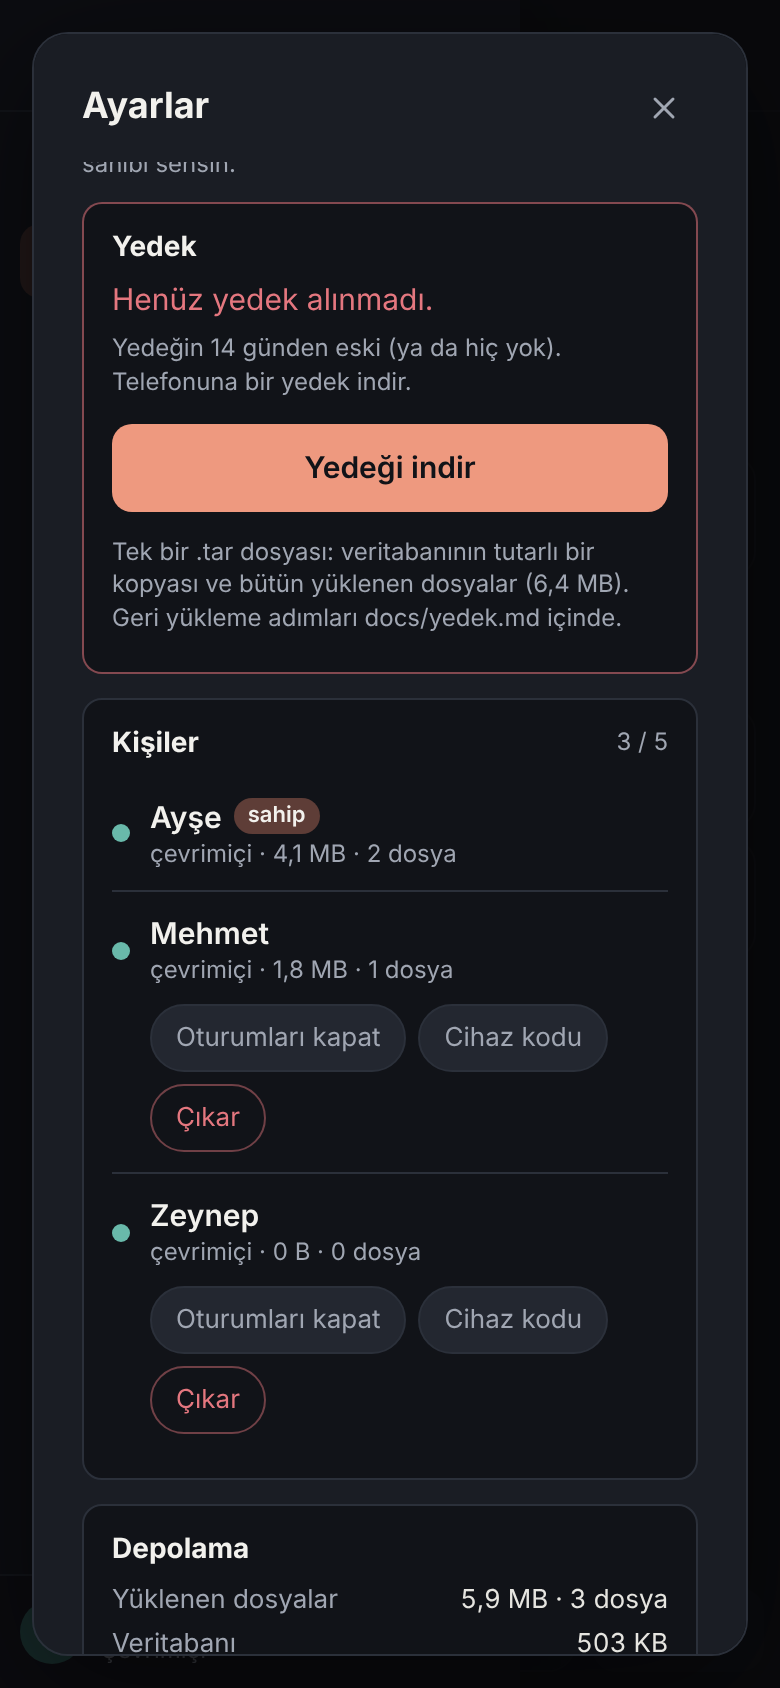 Ayarlar
sahibi sensin.
Yedek
Henüz yedek alınmadı.
Yedeğin 14 günden eski (ya da hiç yok).
Telefonuna bir yedek indir.
Yedeği indir
Tek bir .tar dosyası: veritabanının tutarlı bir
kopyası ve bütün yüklenen dosyalar (6,4 MB).
Geri yükleme adımları docs/yedek.md içinde.
Kişiler 3 / 5
Ayşe sahip
çevrimiçi · 4,1 MB · 2 dosya
Mehmet
çevrimiçi · 1,8 MB · 1 dosya
Oturumları kapat Cihaz kodu
Çıkar
Zeynep
çevrimiçi · 0 B · 0 dosya
Oturumları kapat Cihaz kodu
Çıkar
Depolama
Yüklenen dosyalar 5,9 MB · 3 dosya
Veritabanı 503 KB